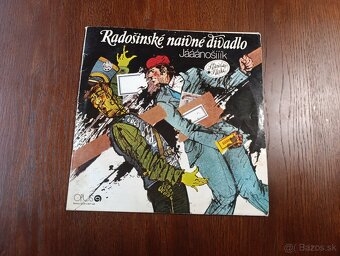 Radošinské naivné divadlo
Jááánošííík
OPUS
Bazos.sk